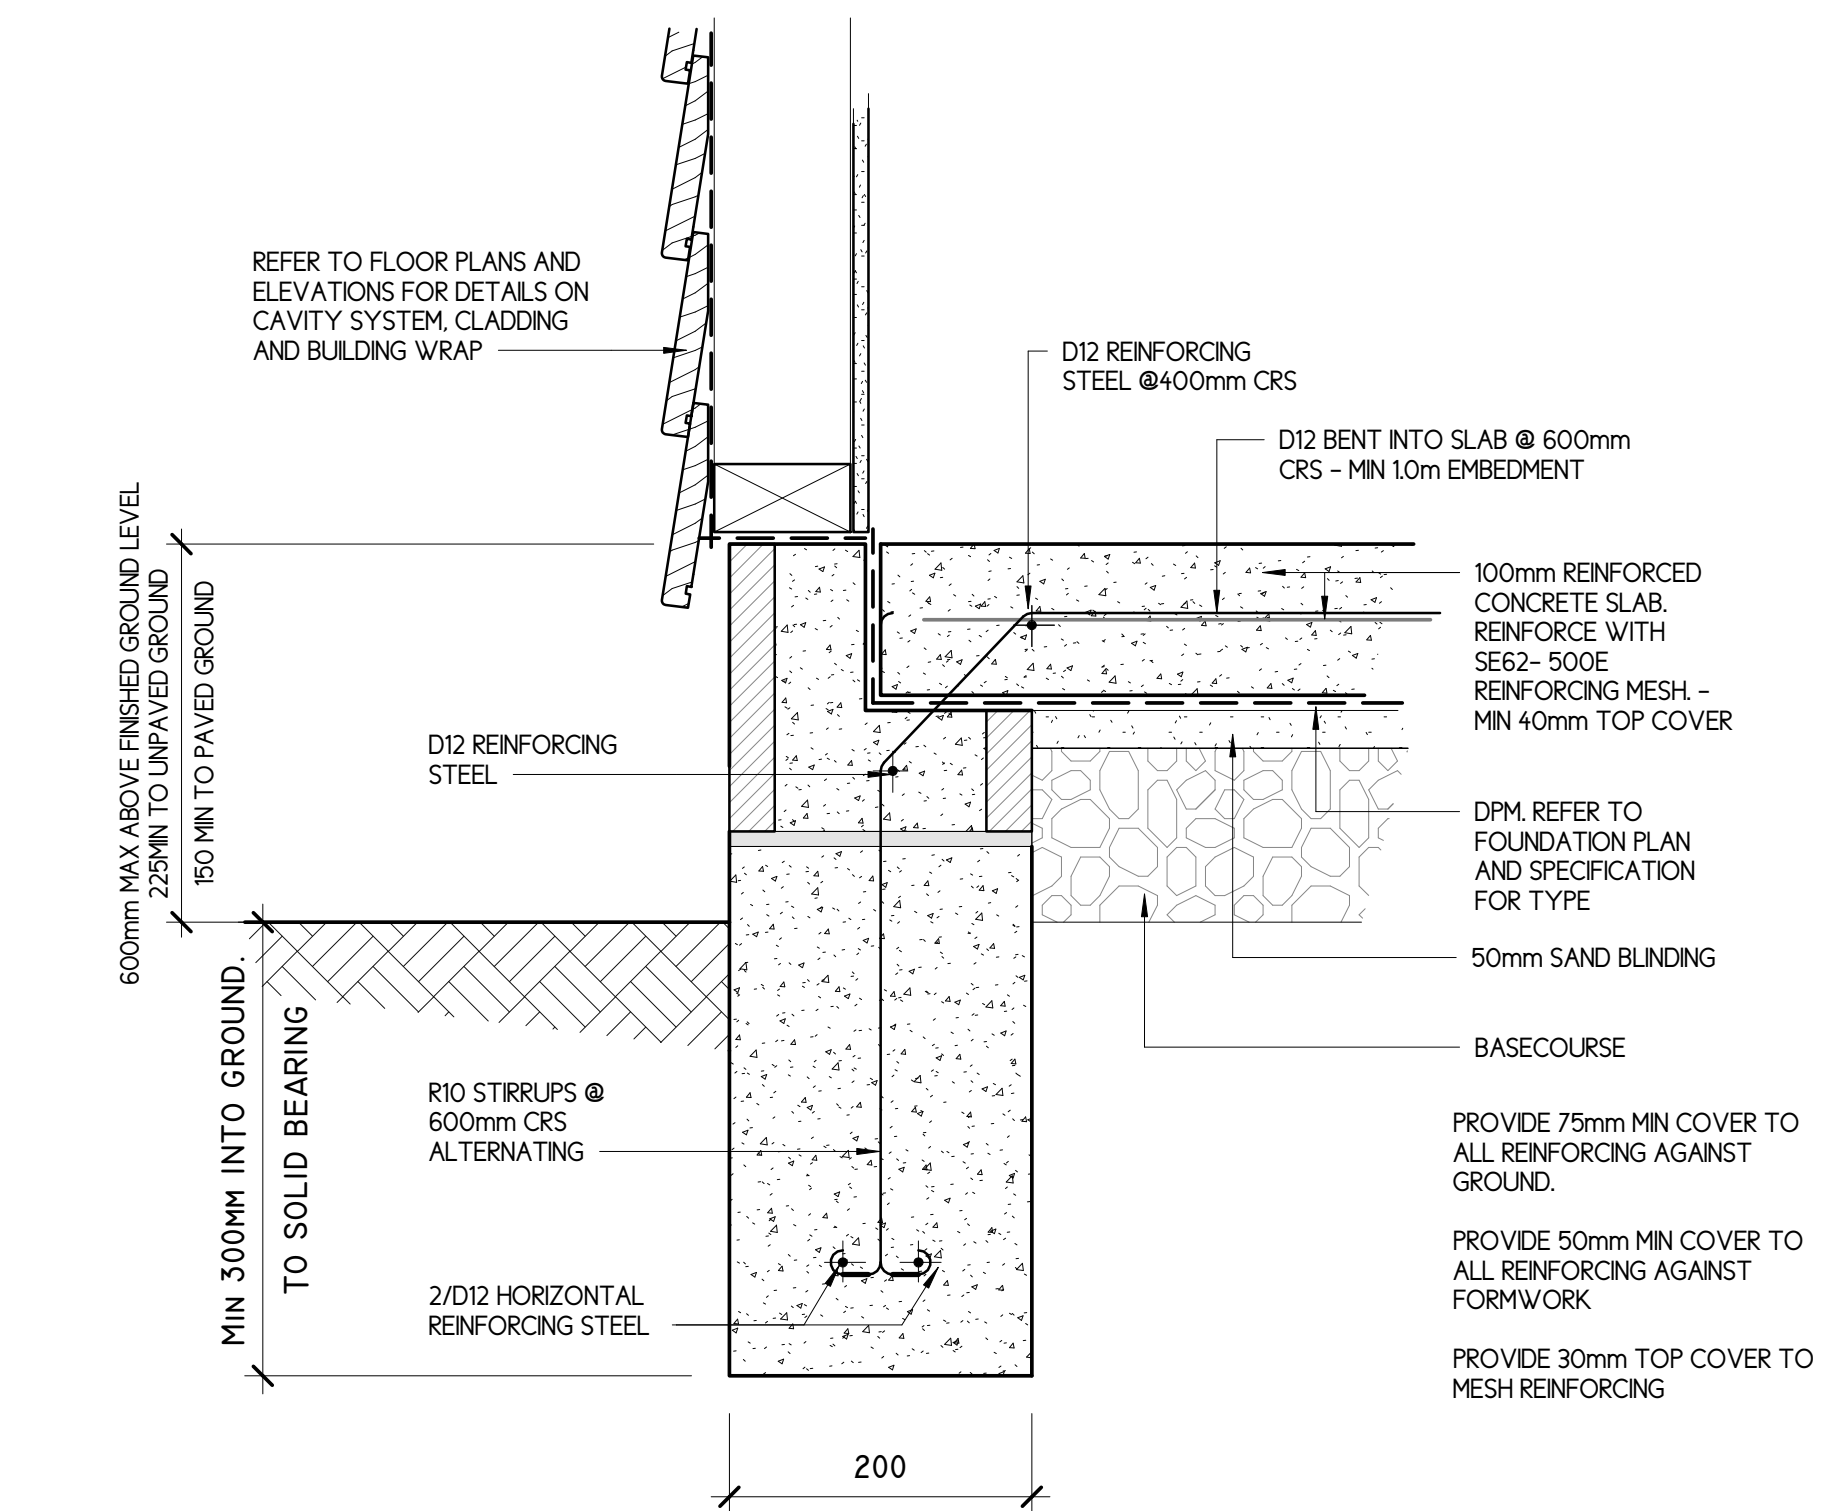 REFER TO FLOOR PLANS AND
ELEVATIONS FOR DETAILS ON
CAVITY SYSTEM, CLADDING
AND BUILDING WRAP
D12 REINFORCING
STEEL @400mm CRS
D12 BENT INTO SLAB @ 600mm
CRS - MIN 1.0m EMBEDMENT
600mm MAX ABOVE FINISHED GROUND LEVEL
225MIN TO UNPAVED GROUND
150 MIN TO PAVED GROUND
100mm REINFORCED
CONCRETE SLAB.
REINFORCE WITH
SE62- 500E
REINFORCING MESH. -
MIN 40mm TOP COVER
D12 REINFORCING
STEEL
DPM. REFER TO
FOUNDATION PLAN
AND SPECIFICATION
FOR TYPE
50mm SAND BLINDING
BASECOURSE
MIN 300MM INTO GROUND.
TO SOLID BEARING
R10 STIRRUPS @
600mm CRS
ALTERNATING
2/D12 HORIZONTAL
REINFORCING STEEL
PROVIDE 75mm MIN COVER TO
ALL REINFORCING AGAINST
GROUND.
PROVIDE 50mm MIN COVER TO
ALL REINFORCING AGAINST
FORMWORK
PROVIDE 30mm TOP COVER TO
MESH REINFORCING
200